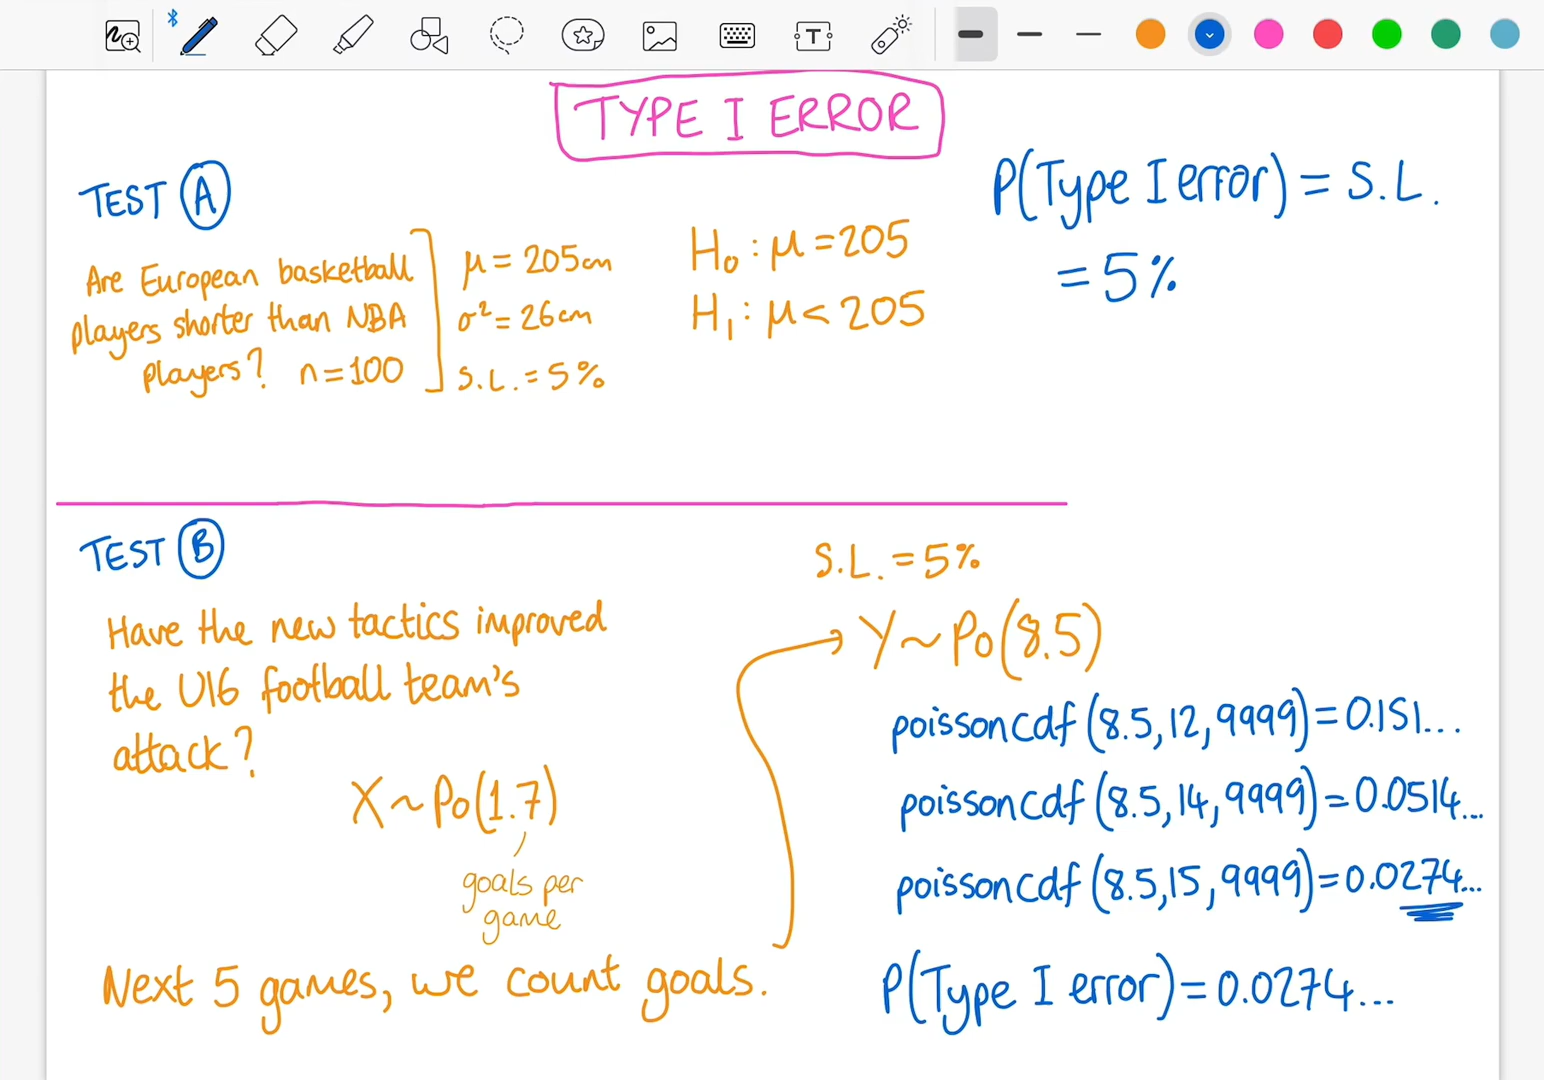 TYPE I ERROR
TEST A
Are European basketball
players shorter than NBA
players? n=100
μ = 205cm
σ² = 26cm
S.L. = 5%
H₀ : μ = 205
H₁ : μ < 205
P(Type I error) = S.L.
= 5%
TEST B
Have the new tactics improved
the U16 football team's
attack?
X ~ Po(1.7)
goals per
game
Next 5 games, we count goals.
S.L. = 5%
Y ~ Po(8.5)
poissoncdf(8.5,12,9999)=0.151...
poissoncdf(8.5,14,9999)=0.0514...
poissoncdf(8.5,15,9999)=0.0274...
P(Type I error)=0.0274...